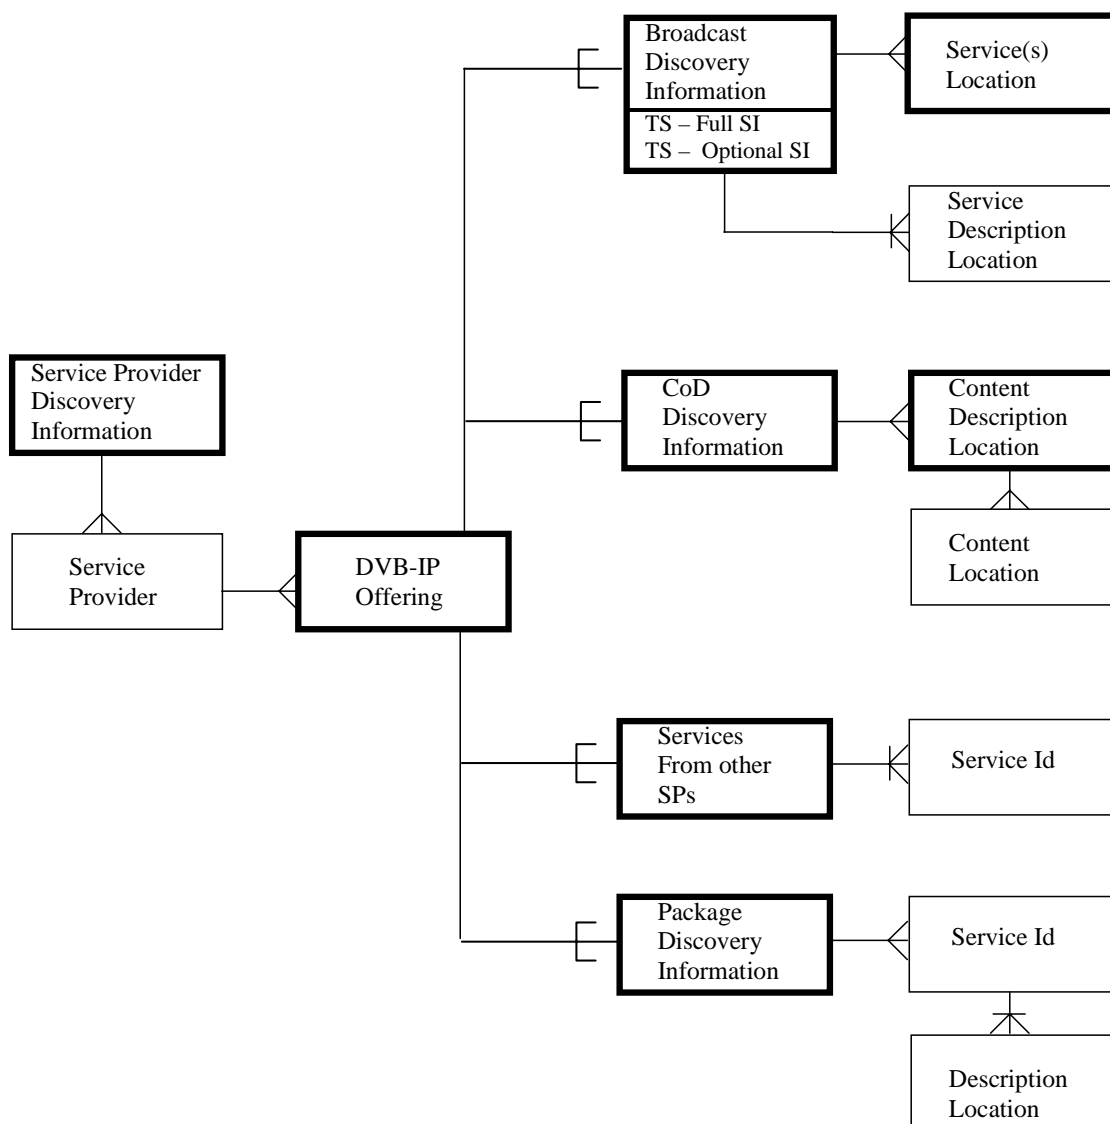 Broadcast
Discovery
Information
TS – Full SI
TS – Optional SI
Service(s)
Location
Service
Description
Location
Service Provider
Discovery
Information
CoD
Discovery
Information
Content
Description
Location
Content
Location
Service
Provider
DVB-IP
Offering
Services
From other
SPs
Service Id
Package
Discovery
Information
Service Id
Description
Location